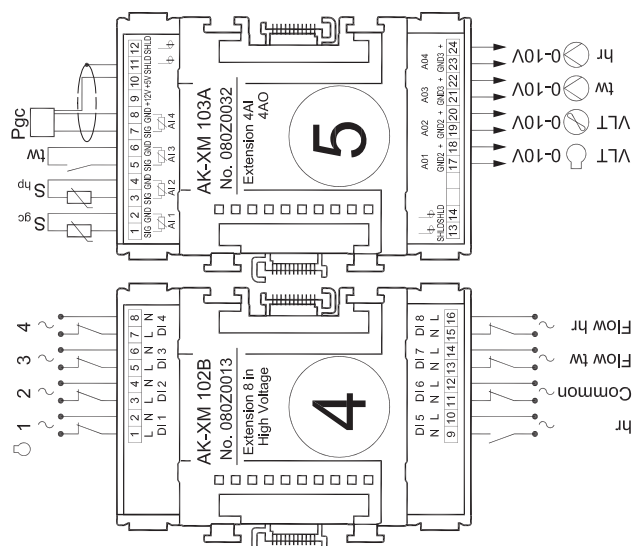 Pgc
tw
S hp
S gc
1 2 3 4 5 6 7 8 9 10 11 12
SIG GND SIG GND SIG GND SIG GND +12V +5V SHLD SHLD
AI 1 AI 2 AI 3 AI 4
AK-XM 103A
No. 080Z0032
Extension 4AI
4AO
5
A01 A02 A03 A04
SHLD SHLD GND2 + GND2 + GND3 + GND3 +
13 14 17 18 19 20 21 22 23 24
hr 0-10V
tw 0-10V
VLT 0-10V
VLT 0-10V
1 2 3 4
1 2 3 4 5 6 7 8
L N L N L N L N
DI 1 DI 2 DI 3 DI 4
AK-XM 102B
No. 080Z0013
Extension 8 in
High Voltage
4
DI 5 DI 6 DI 7 DI 8
N L N L N L N L
9 10 11 12 13 14 15 16
Flow hr
Flow tw
Common
hr